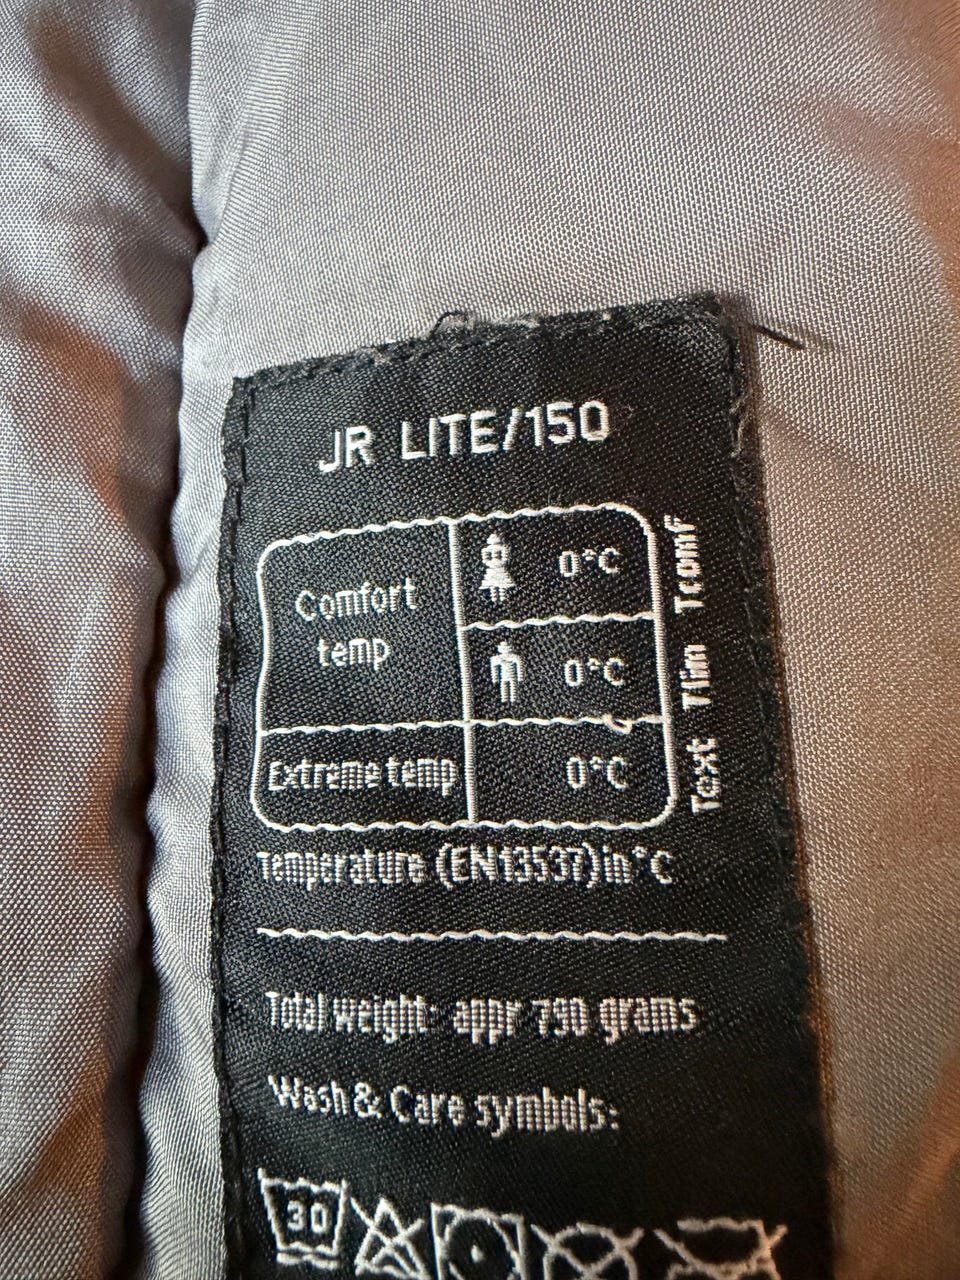 JR LITE/150
Comfort temp
0°C
0°C
Extreme temp
0°C
Tcomf
Tlim
Text
Temperature (EN13537) in °C
Total weight: appr 790 grams
Wash & Care symbols:
30